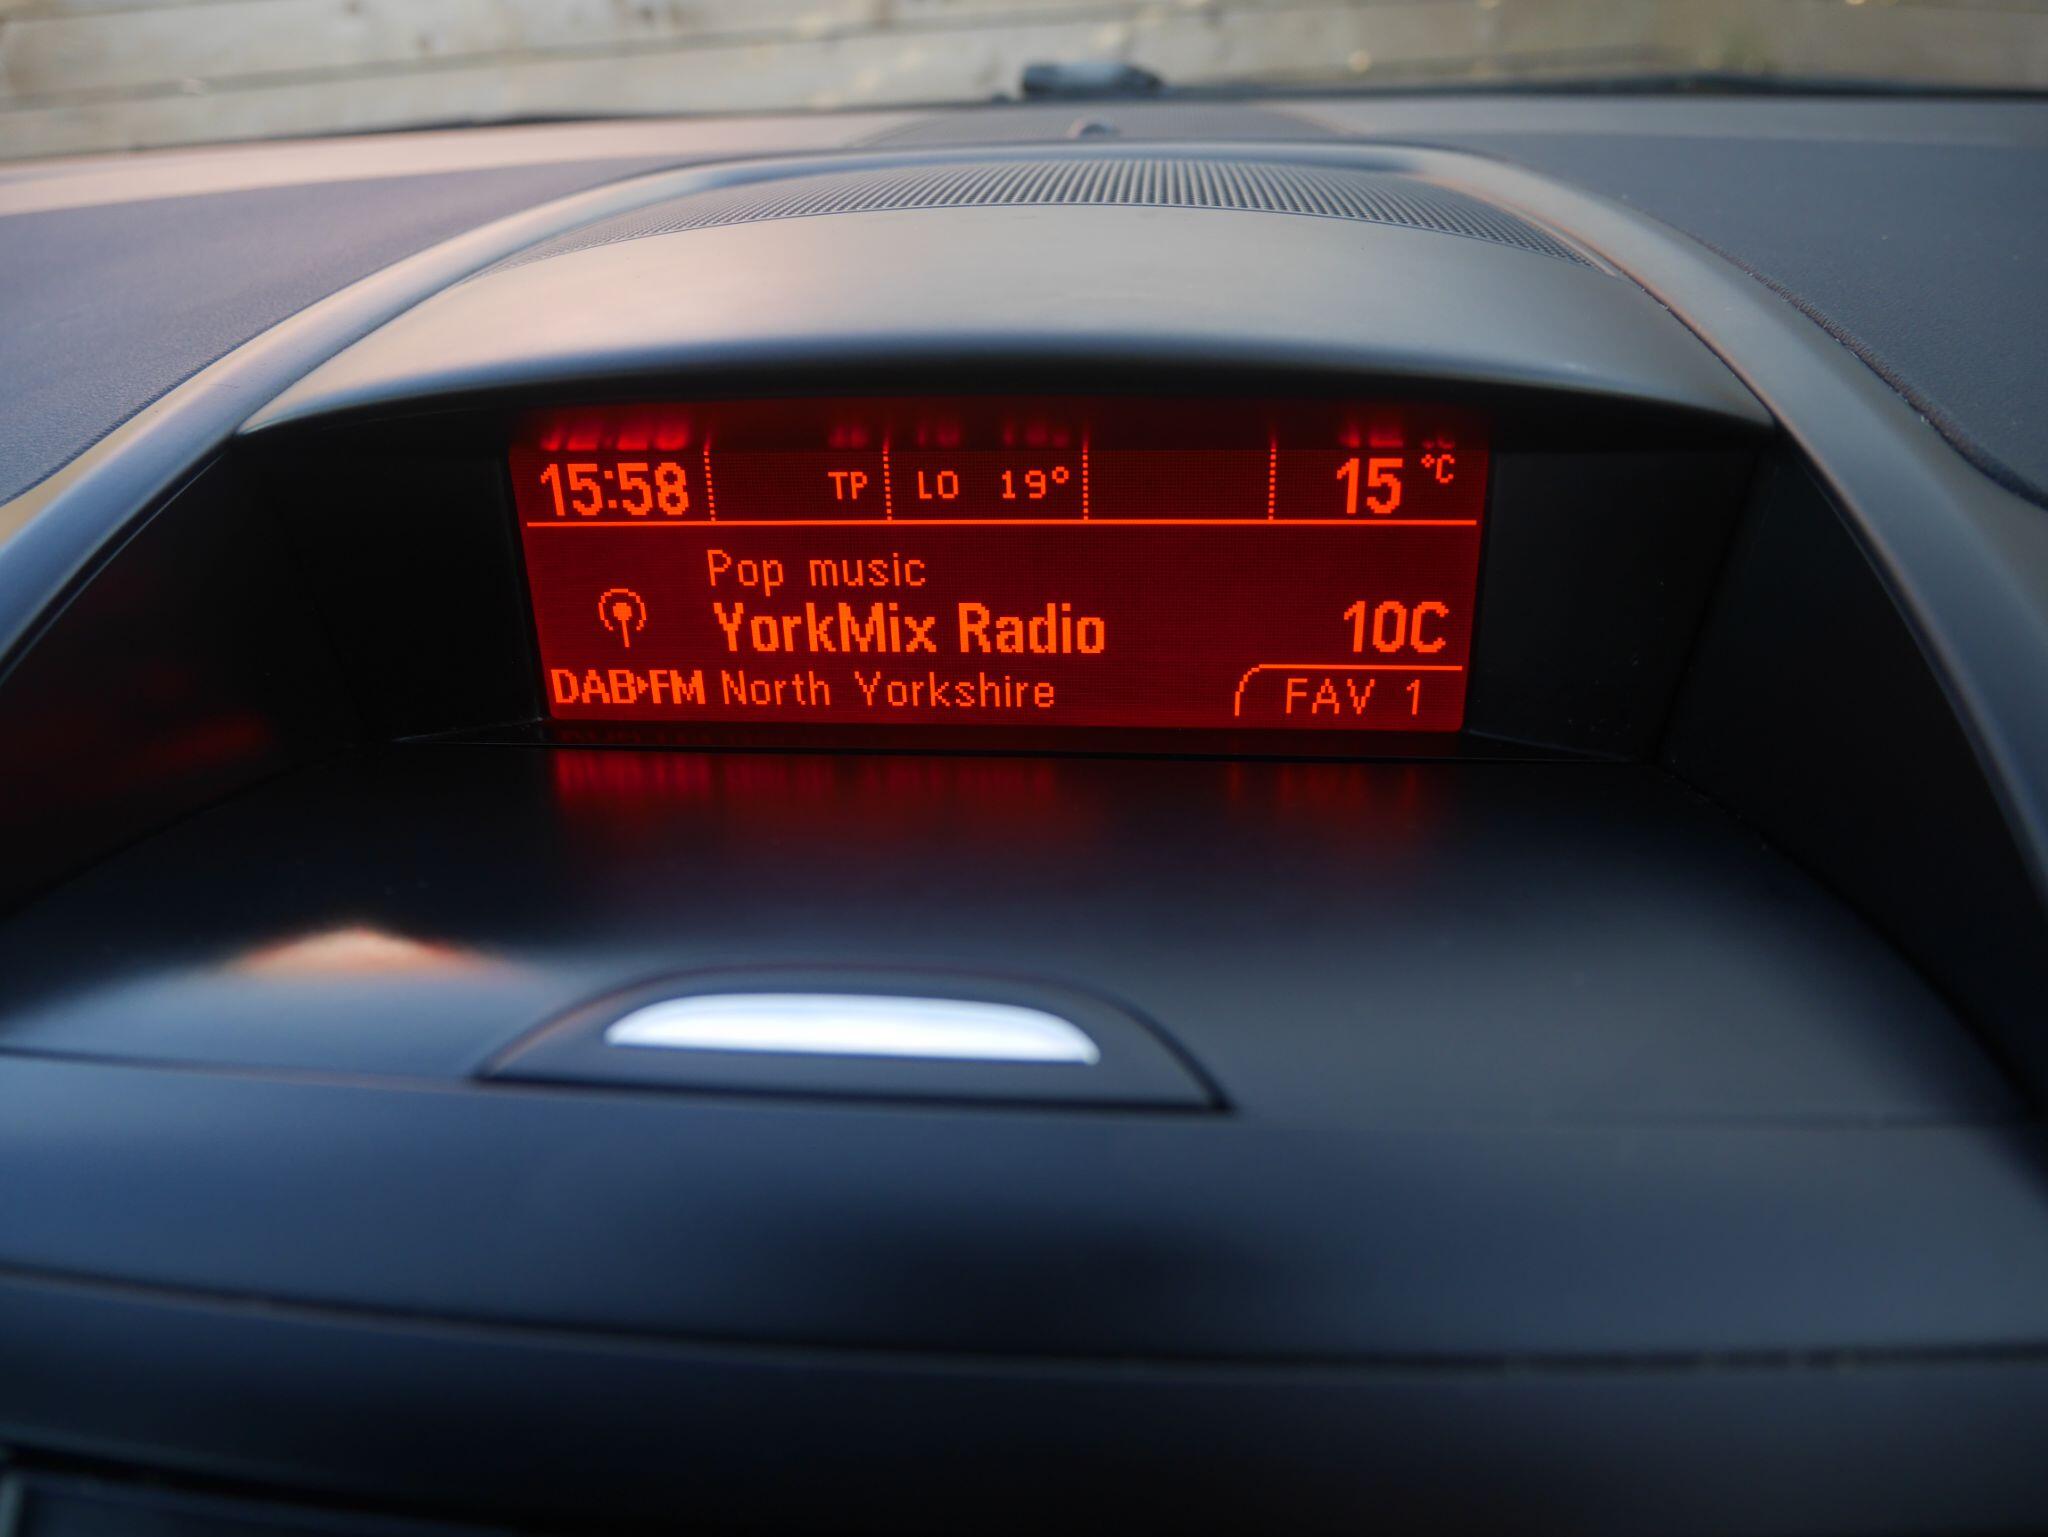 15:58 TP LO 19° 15 °C
Pop music
YorkMix Radio 10C
DAB▸FM North Yorkshire FAV 1